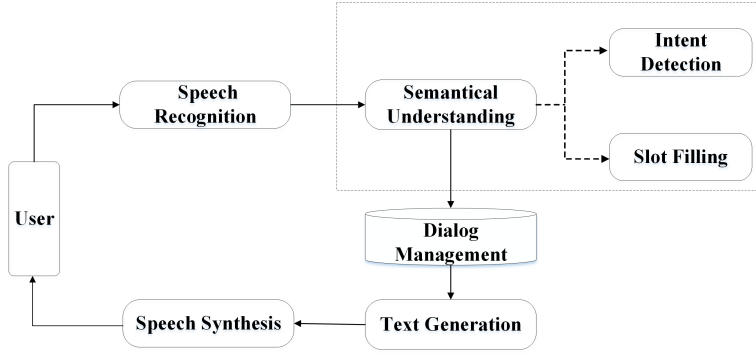 Speech
Recognition
Semantical
Understanding
Intent
Detection
Slot Filling
User
Dialog
Management
Speech Synthesis
Text Generation